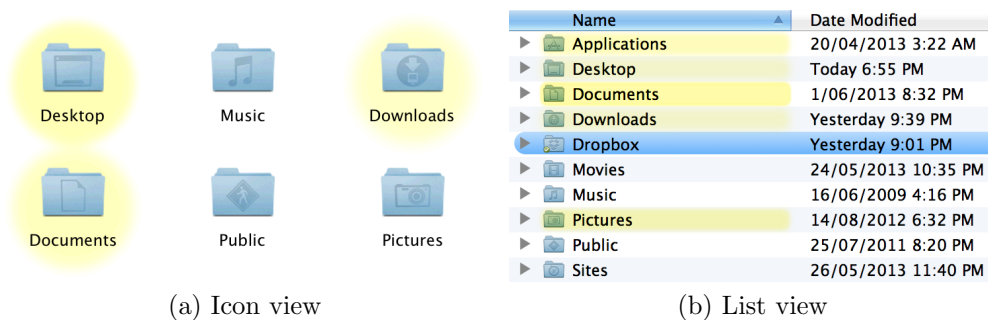 Desktop
Music
Downloads
Documents
Public
Pictures
(a) Icon view
Name Date Modified
Applications 20/04/2013 3:22 AM
Desktop Today 6:55 PM
Documents 1/06/2013 8:32 PM
Downloads Yesterday 9:39 PM
Dropbox Yesterday 9:01 PM
Movies 24/05/2013 10:35 PM
Music 16/06/2009 4:16 PM
Pictures 14/08/2012 6:32 PM
Public 25/07/2011 8:20 PM
Sites 26/05/2013 11:40 PM
(b) List view